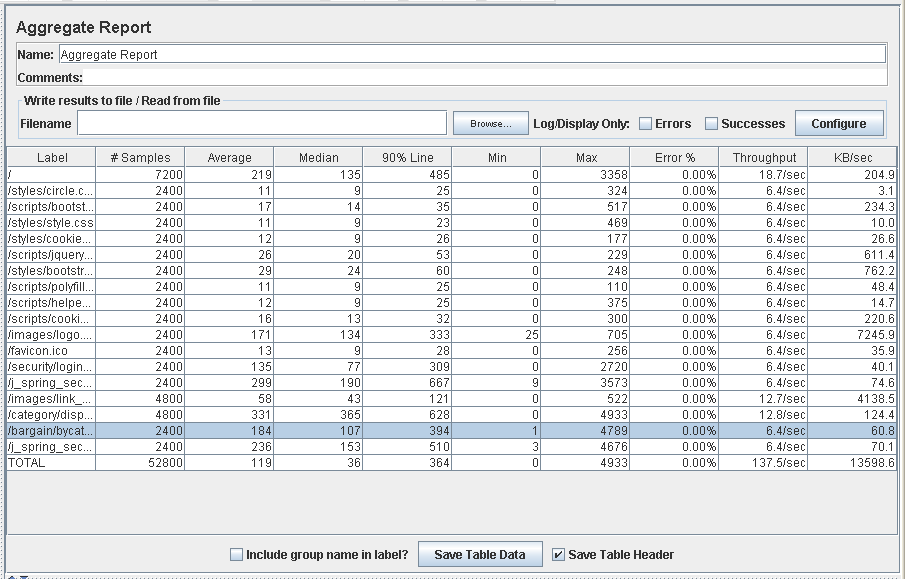 Aggregate Report
Name: Aggregate Report
Comments:
Write results to file / Read from file
Filename Browse... Log/Display Only: Errors Successes Configure
Label # Samples Average Median 90% Line Min Max Error % Throughput KB/sec
/ 7200 219 135 485 0 3358 0.00% 18.7/sec 204.9
/styles/circle.c... 2400 11 9 25 0 324 0.00% 6.4/sec 3.1
/scripts/bootst... 2400 17 14 35 0 517 0.00% 6.4/sec 234.3
/styles/style.css 2400 11 9 23 0 469 0.00% 6.4/sec 10.0
/styles/cookie... 2400 12 9 26 0 177 0.00% 6.4/sec 26.6
/scripts/jquery... 2400 26 20 53 0 229 0.00% 6.4/sec 611.4
/styles/bootstr... 2400 29 24 60 0 248 0.00% 6.4/sec 762.2
/scripts/polyfill... 2400 11 9 25 0 110 0.00% 6.4/sec 48.4
/scripts/helpe... 2400 12 9 25 0 375 0.00% 6.4/sec 14.7
/scripts/cooki... 2400 16 13 32 0 300 0.00% 6.4/sec 220.6
/images/logo.... 2400 171 134 333 25 705 0.00% 6.4/sec 7245.9
/favicon.ico 2400 13 9 28 0 256 0.00% 6.4/sec 35.9
/security/login... 2400 135 77 309 0 2720 0.00% 6.4/sec 40.1
/j_spring_sec... 2400 299 190 667 9 3573 0.00% 6.4/sec 74.6
/images/link_... 4800 58 43 121 0 522 0.00% 12.7/sec 4138.5
/category/disp... 4800 331 365 628 0 4933 0.00% 12.8/sec 124.4
/bargain/bycat... 2400 184 107 394 1 4789 0.00% 6.4/sec 60.8
/j_spring_sec... 2400 236 153 510 3 4676 0.00% 6.4/sec 70.1
TOTAL 52800 119 36 364 0 4933 0.00% 137.5/sec 13598.6
Include group name in label? Save Table Data Save Table Header